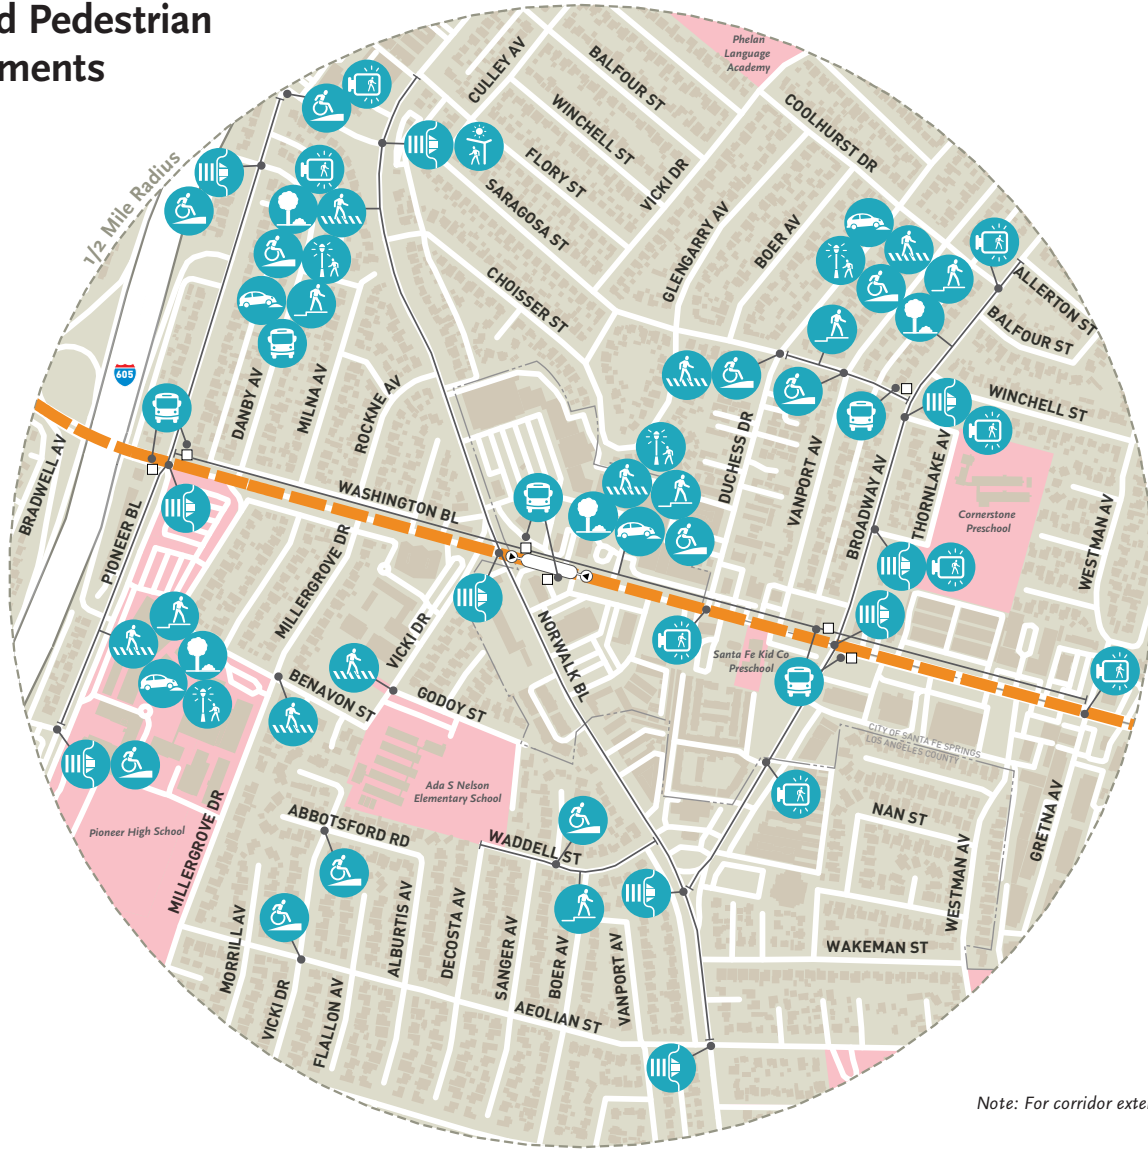 d Pedestrian
ments
Phelan
Language
Academy
CULLEY AV
BALFOUR ST
WINCHELL ST
FLORY ST
SARAGOSA ST
VICKI DR
COOLHURST DR
1/2 Mile Radius
GLENGARRY AV
BOER AV
CHOISSER ST
ALLERTON ST
BALFOUR ST
WINCHELL ST
605
DANBY AV
MILNA AV
ROCKNE AV
DUCHESS DR
VANPORT AV
BROADWAY AV
THORNLAKE AV
Cornerstone
Preschool
WESTMAN AV
BRADWELL AV
PIONEER BL
WASHINGTON BL
MILLERGROVE DR
VICKI DR
NORWALK BL
Santa Fe Kid Co
Preschool
BENAVON ST
GODOY ST
CITY OF SANTA FE SPRINGS
LOS ANGELES COUNTY
Ada S Nelson
Elementary School
Pioneer High School
MILLERGROVE DR
ABBOTSFORD RD
WADDELL ST
NAN ST
GRETNA AV
WESTMAN AV
WAKEMAN ST
MORRILL AV
VICKI DR
FLALLON AV
ALBURTIS AV
DECOSTA AV
SANGER AV
BOER AV
VANPORT AV
AEOLIAN ST
Note: For corridor exte